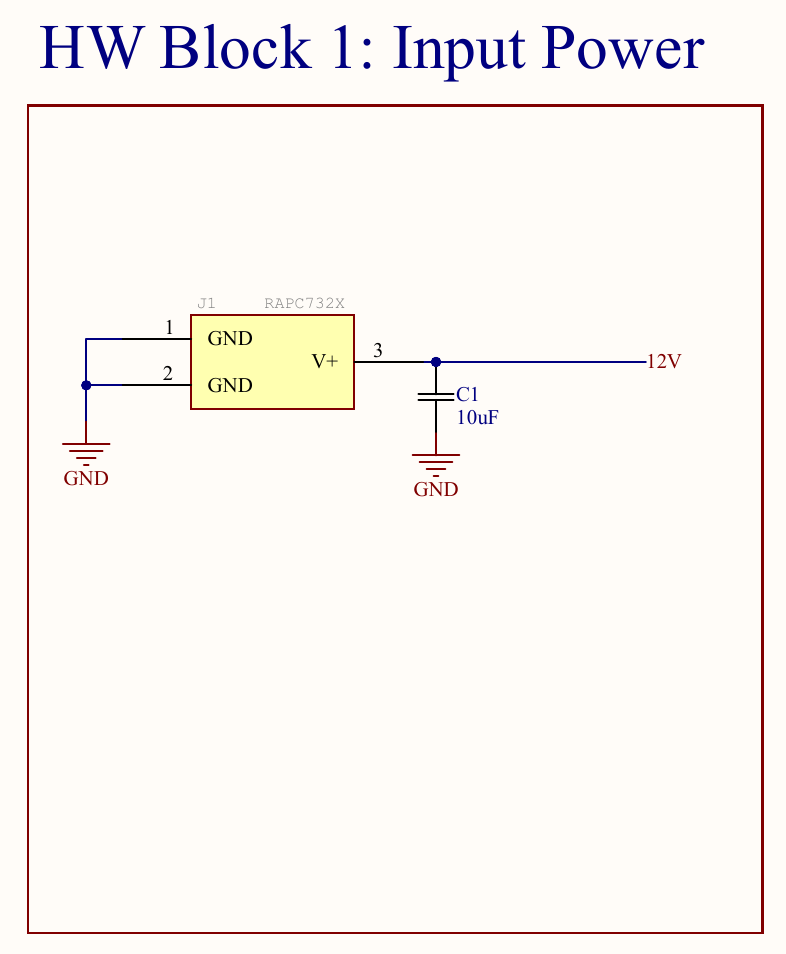 HW Block 1: Input Power
J1 RAPC732X
1 GND
V+ 3 12V
2 GND
C1
10uF
GND
GND